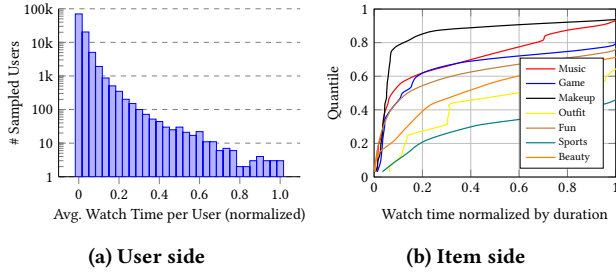 100k
10k
1k
100
10
1
0
0.2
0.4
0.6
0.8
1.0
# Sampled Users
Avg. Watch Time per User (normalized)
(a) User side
1
0.8
0.6
0.4
0.2
0
0
0.2
0.4
0.6
0.8
1
Quantile
Music
Game
Makeup
Outfit
Fun
Sports
Beauty
Watch time normalized by duration
(b) Item side